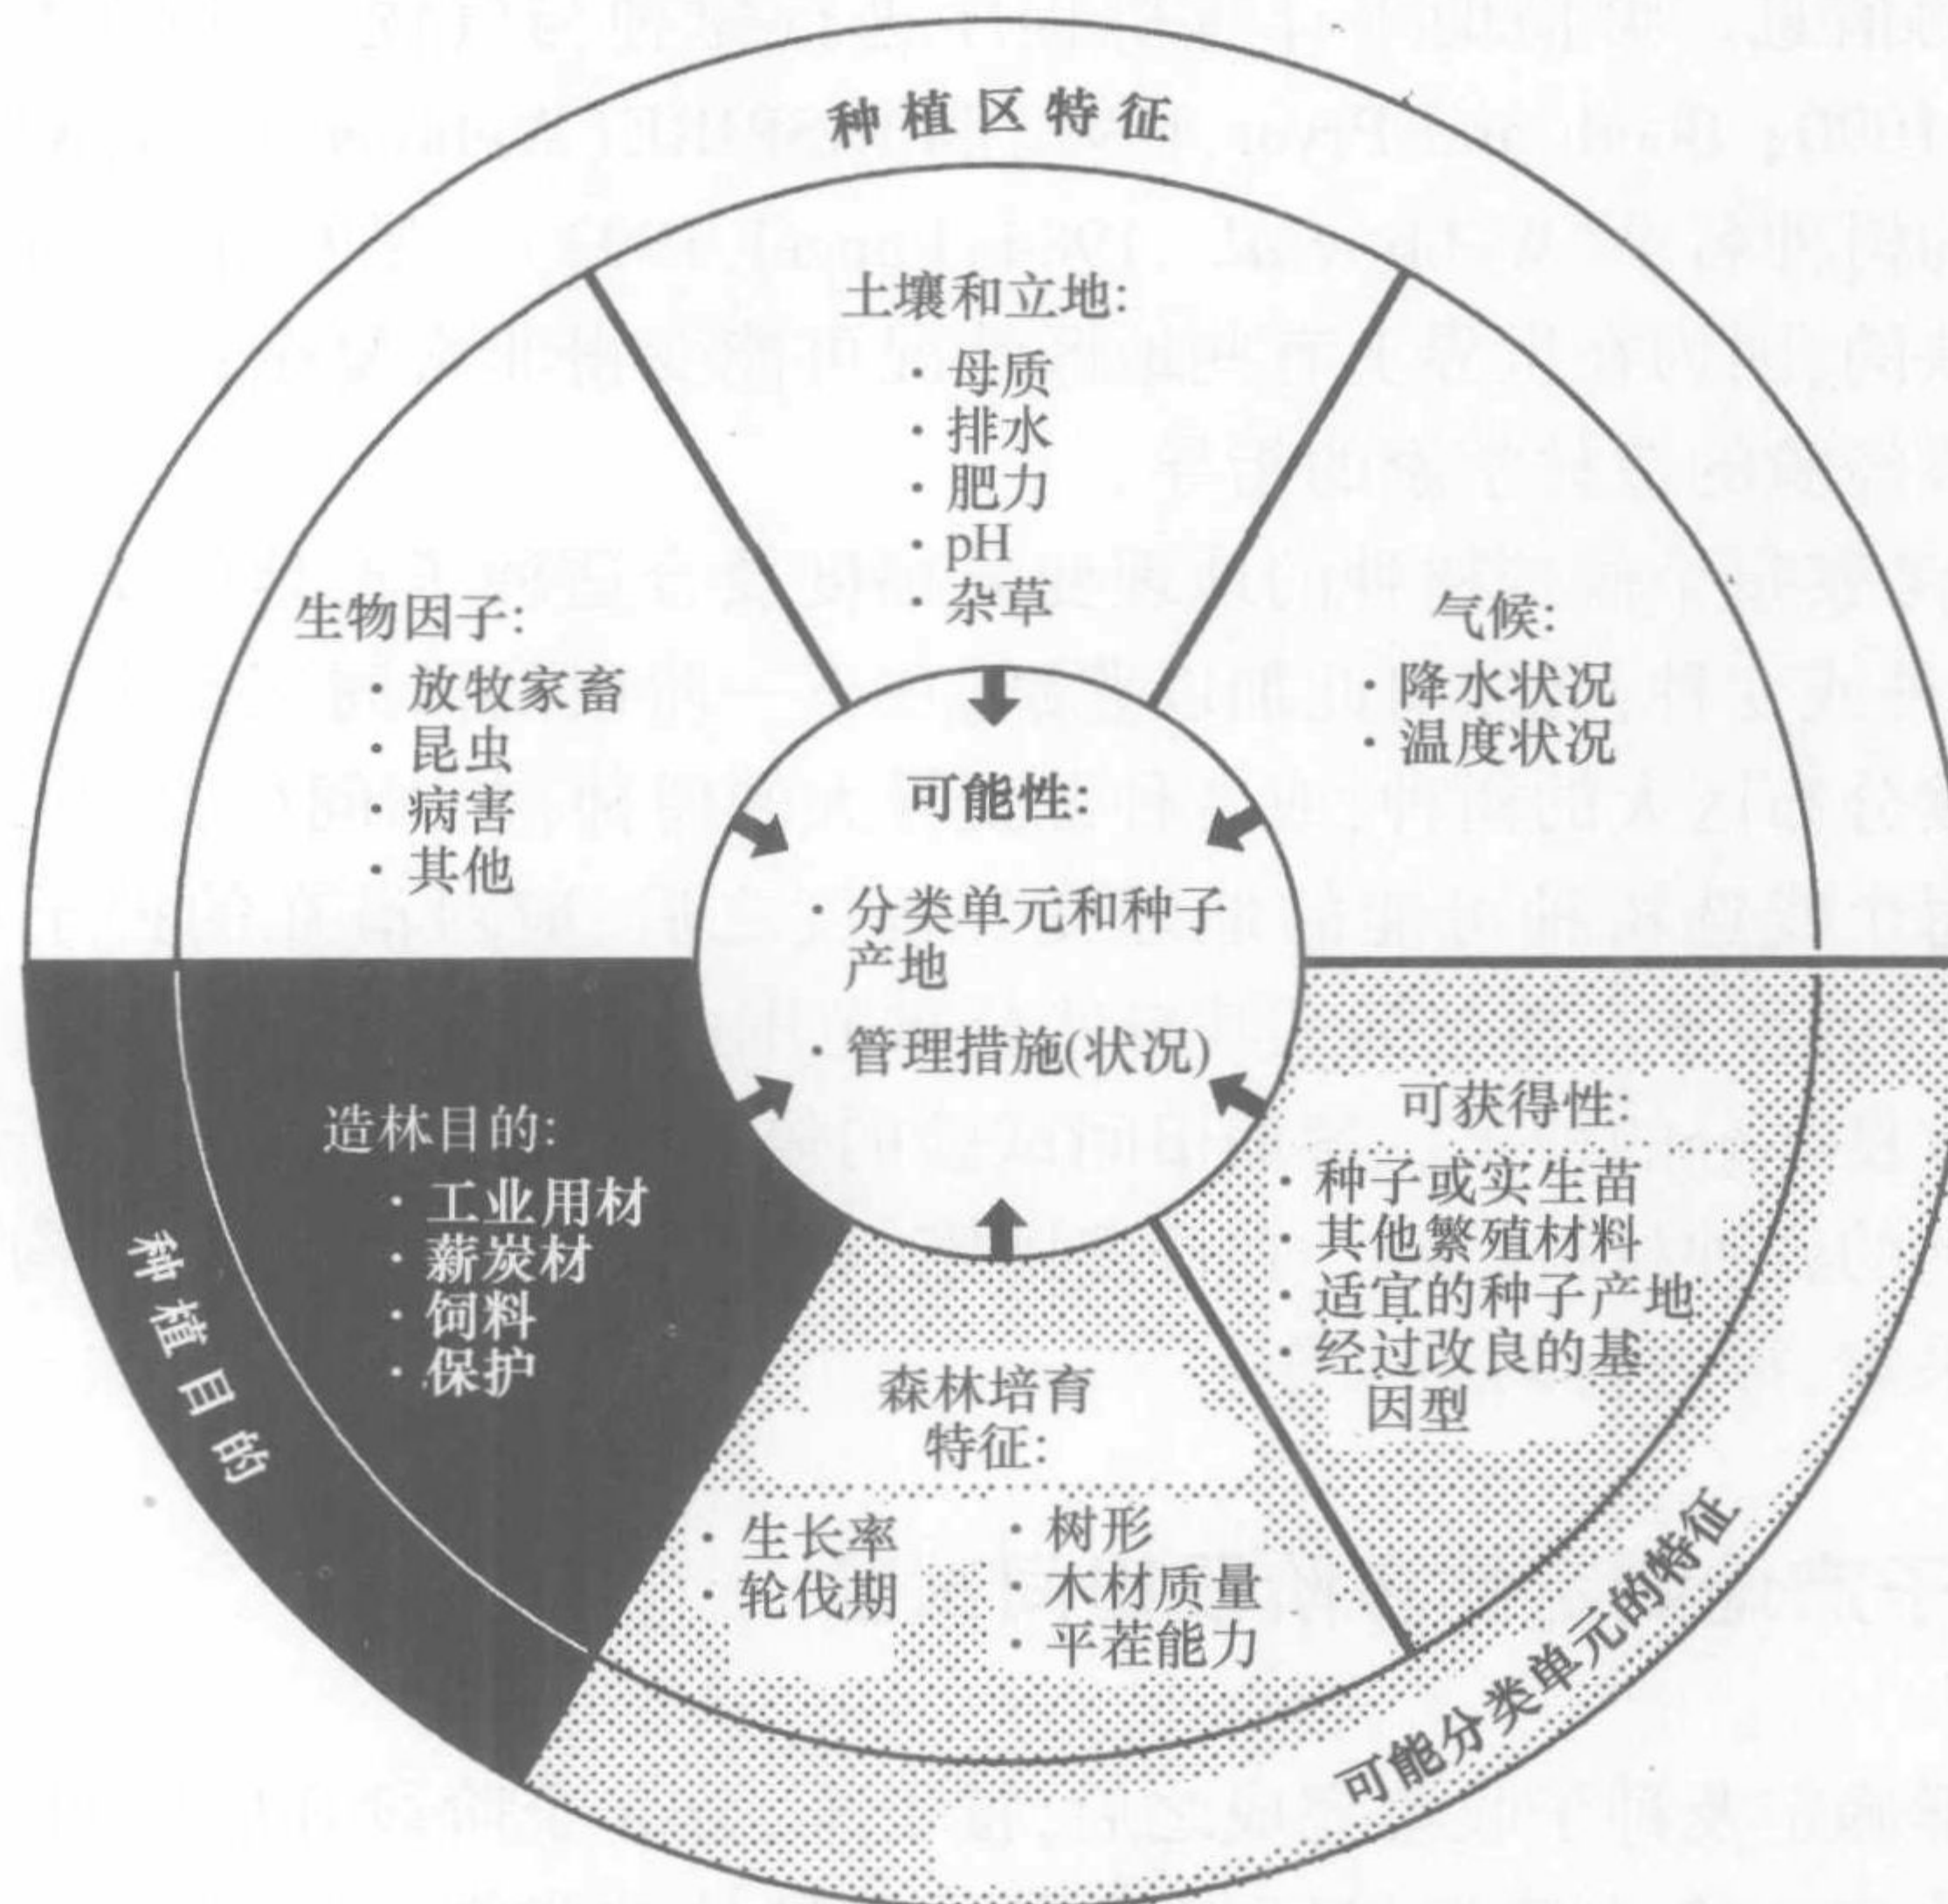 种植区特征
土壤和立地:
· 母质
· 排水
· 肥力
· pH
· 杂草
生物因子:
· 放牧家畜
· 昆虫
· 病害
· 其他
气候:
· 降水状况
· 温度状况
可能性:
· 分类单元和种子
产地
· 管理措施(状况)
造林目的:
· 工业用材
· 薪炭材
· 饲料
· 保护
种植目的
可获得性:
· 种子或实生苗
· 其他繁殖材料
· 适宜的种子产地
· 经过改良的基
因型
森林培育
特征:
· 生长率
· 轮伐期
· 树形
· 木材质量
· 平茬能力
可能分类单元的特征